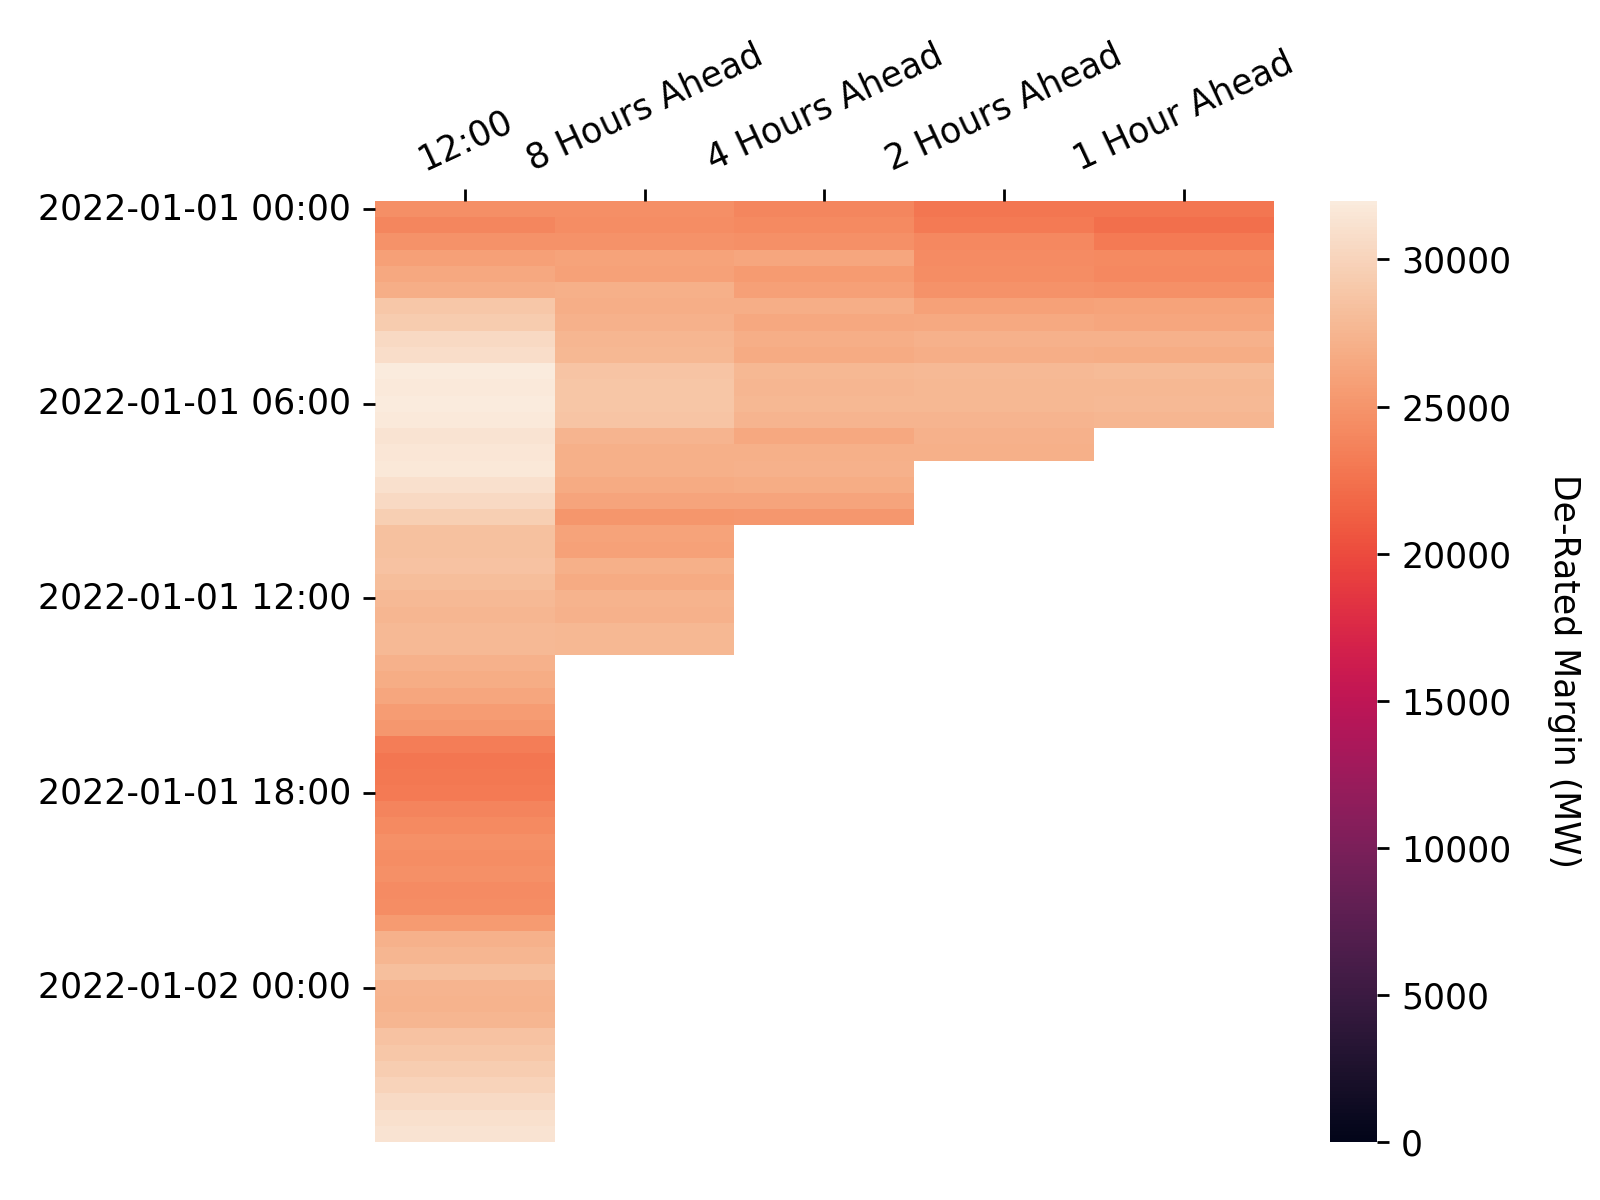 12:00
8 Hours Ahead
4 Hours Ahead
2 Hours Ahead
1 Hour Ahead
2022-01-01 00:00
2022-01-01 06:00
2022-01-01 12:00
2022-01-01 18:00
2022-01-02 00:00
30000
25000
20000
15000
10000
5000
0
De-Rated Margin (MW)